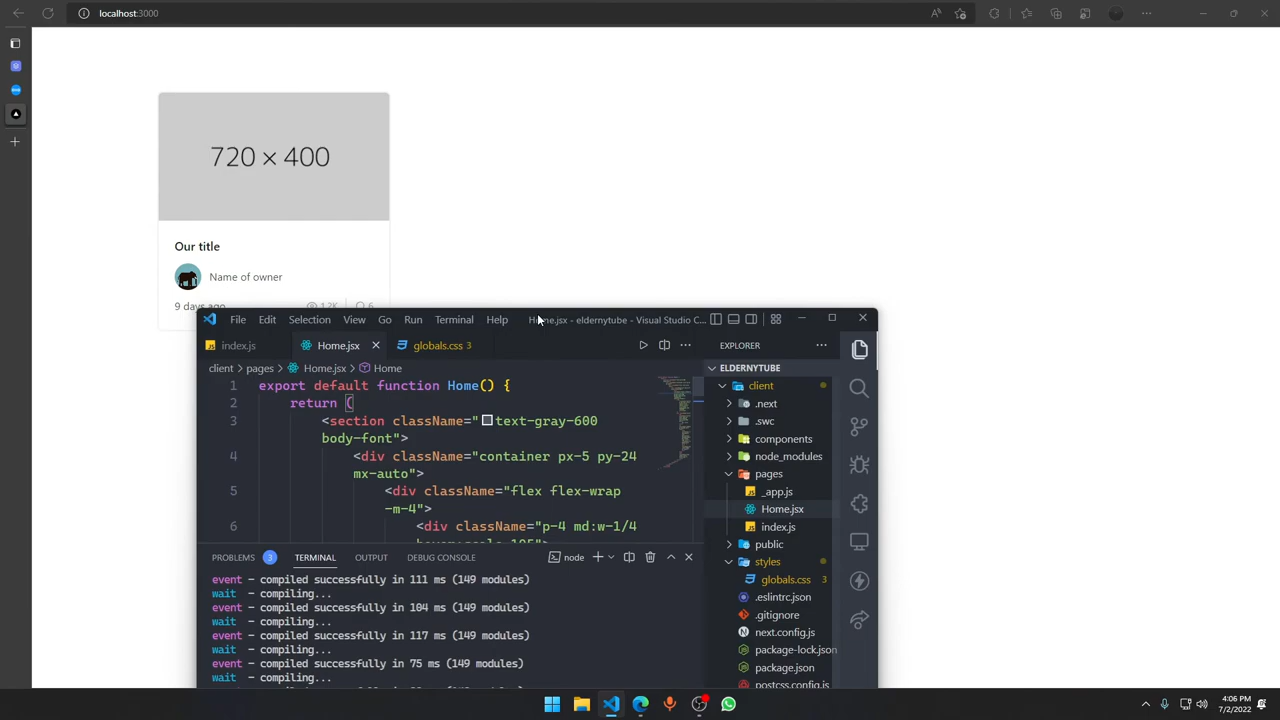 localhost:3000
720 × 400
Our title
Name of owner
9 days ago 1.2K 6
File Edit Selection View Go Run Terminal Help Home.jsx - eldernytube - Visual Studio C...
index.js Home.jsx globals.css 3
client > pages > Home.jsx > Home
1 export default function Home() {
2 return (
3 <section className="text-gray-600
body-font">
4 <div className="container px-5 py-24
mx-auto">
5 <div className="flex flex-wrap
-m-4">
6 <div className="p-4 md:w-1/4
hover:scale-105"
EXPLORER
ELDERNYTUBE
client
.next
.swc
components
node_modules
pages
_app.js
Home.jsx
index.js
public
styles
globals.css 3
.eslintrc.json
.gitignore
next.config.js
package-lock.json
package.json
postcss.config.js
PROBLEMS 3 TERMINAL OUTPUT DEBUG CONSOLE node
event - compiled successfully in 111 ms (149 modules)
wait - compiling...
event - compiled successfully in 104 ms (149 modules)
wait - compiling...
event - compiled successfully in 117 ms (149 modules)
wait - compiling...
event - compiled successfully in 75 ms (149 modules)
wait - compiling...
4:06 PM
7/2/2022